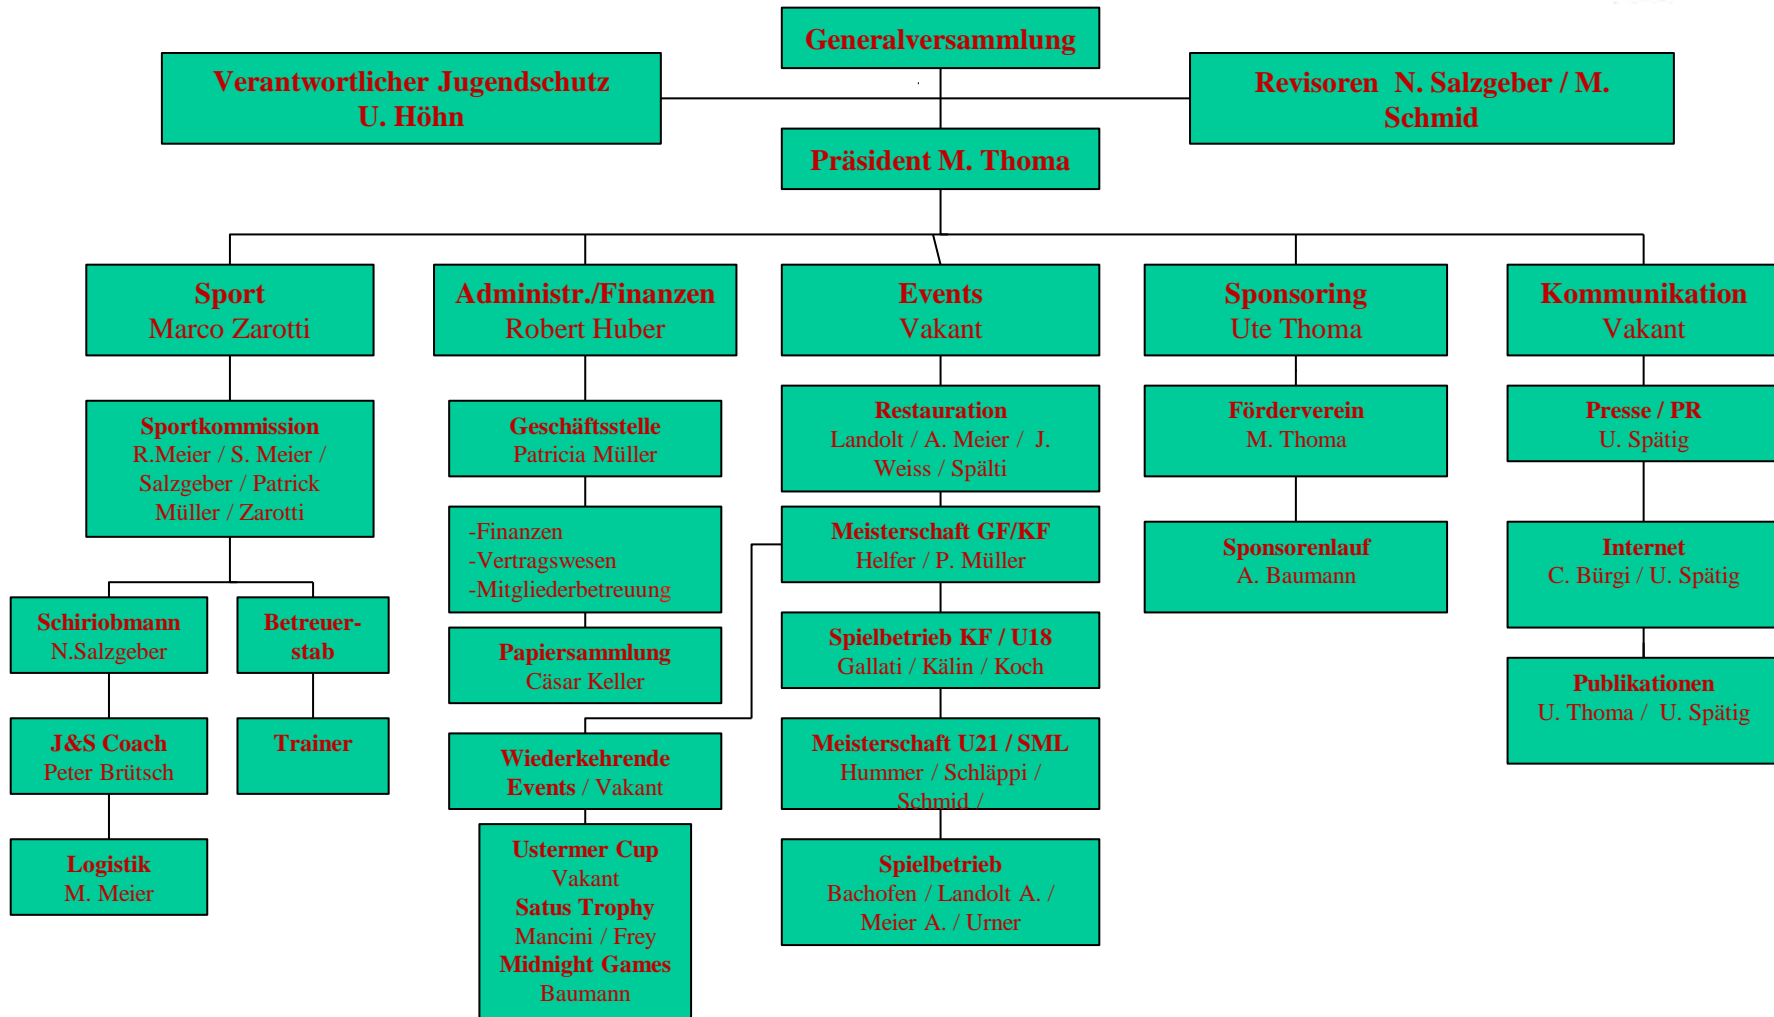 Generalversammlung
Verantwortlicher Jugendschutz
U. Höhn
Revisoren  N. Salzgeber / M.
Schmid
Präsident M. Thoma
Sport
Marco Zarotti
Administr./Finanzen
Robert Huber
Events
Vakant
Sponsoring
Ute Thoma
Kommunikation
Vakant
Sportkommission
R.Meier / S. Meier /
Salzgeber / Patrick
Müller / Zarotti
Schiriobmann
N.Salzgeber
Betreuer-
stab
J&S Coach
Peter Brütsch
Trainer
Logistik
M. Meier
Geschäftsstelle
Patricia Müller
-Finanzen
-Vertragswesen
-Mitgliederbetreuung
Papiersammlung
Cäsar Keller
Wiederkehrende
Events / Vakant
Ustermer Cup
Vakant
Satus Trophy
Mancini / Frey
Midnight Games
Baumann
Restauration
Landolt / A. Meier /  J.
Weiss / Spälti
Meisterschaft GF/KF
Helfer / P. Müller
Spielbetrieb KF / U18
Gallati / Kälin / Koch
Meisterschaft U21 / SML
Hummer / Schläppi /
Schmid /
Spielbetrieb
Bachofen / Landolt A. /
Meier A. / Urner
Förderverein
M. Thoma
Sponsorenlauf
A. Baumann
Presse / PR
U. Spätig
Internet
C. Bürgi / U. Spätig
Publikationen
U. Thoma /  U. Spätig